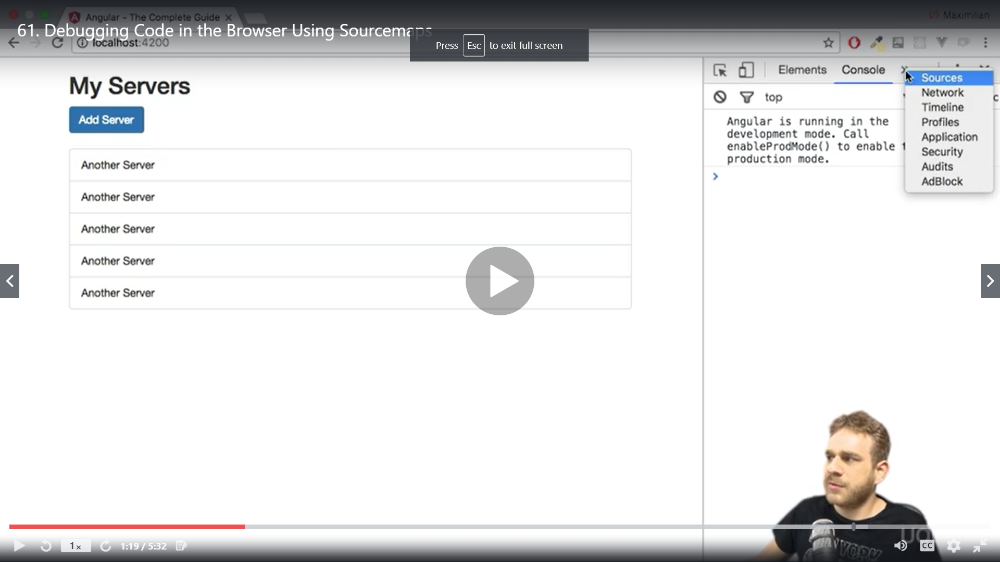 Angular - The Complete Guide
Maximilian
61. Debugging Code in the Browser Using Sourcemaps
localhost:4200
Press Esc to exit full screen
My Servers
Add Server
Another Server
Another Server
Another Server
Another Server
Another Server
Elements Console
top
Angular is running in the
development mode. Call
enableProdMode() to enable
production mode.
Sources
Network
Timeline
Profiles
Application
Security
Audits
AdBlock
YORK
1x
1:19 / 5:32
CC